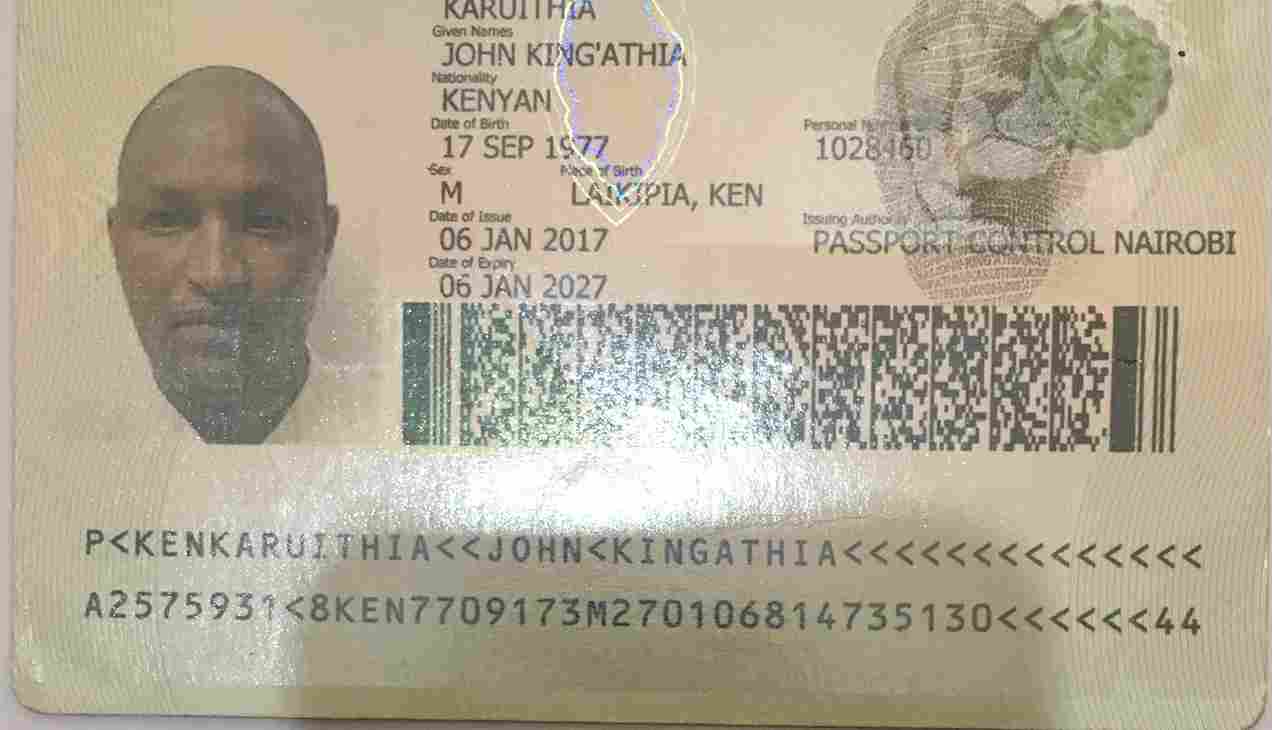 KARUITHIA
Given Names
JOHN KING'ATHIA
Nationality
KENYAN
Date of Birth
17 SEP 1977
Personal
1028460
Sex
Place of Birth
M
LAIKIPIA, KEN
Date of Issue
Issuing Authority
06 JAN 2017
PASSPORT CONTROL NAIROBI
Date of Expiry
06 JAN 2027
P<KENKARUITHIA<<JOHN<KINGATHIA<<<<<<<<<<<<<<<
A2575931<8KEN7709173M270106814735130<<<<<<44